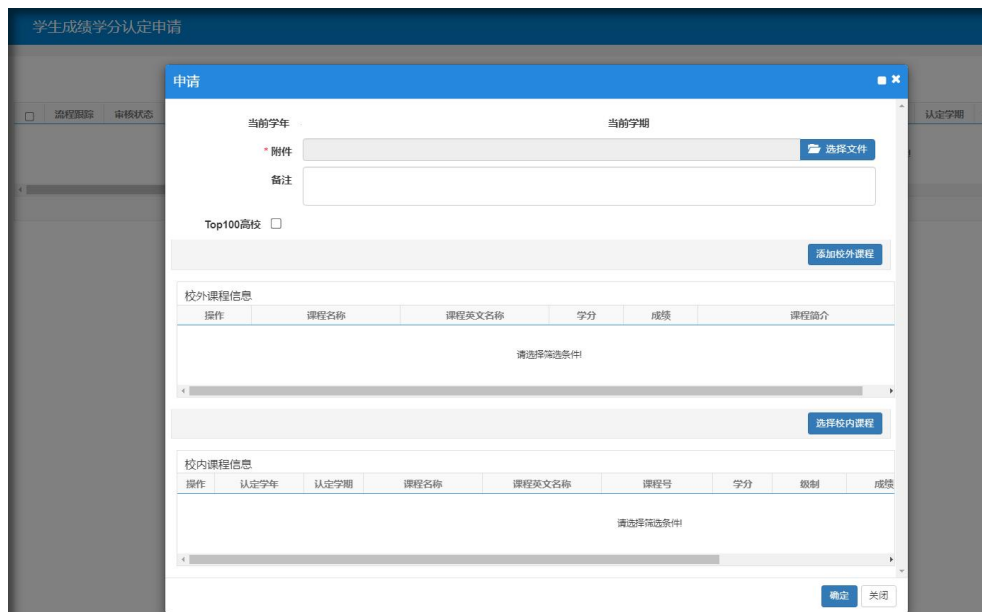 学生成绩学分认定申请
申请
流程跟踪 审核状态 认定学期
当前学年 当前学期
* 附件 选择文件
备注
Top100高校
添加校外课程
校外课程信息
操作 课程名称 课程英文名称 学分 成绩 课程简介
请选择筛选条件!
选择校内课程
校内课程信息
操作 认定学年 认定学期 课程名称 课程英文名称 课程号 学分 级制 成绩
请选择筛选条件!
确定 关闭